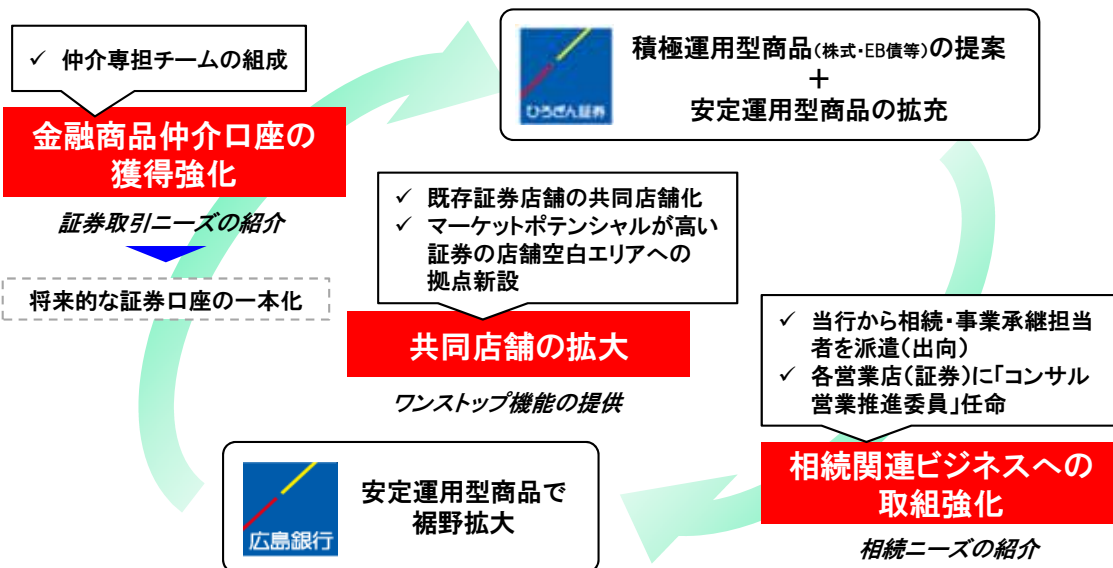 ✓ 仲介専担チームの組成
金融商品仲介口座の
獲得強化
証券取引ニーズの紹介
将来的な証券口座の一本化
ひろぎん証券
積極運用型商品(株式・EB債等)の提案
+
安定運用型商品の拡充
✓ 既存証券店舗の共同店舗化
✓ マーケットポテンシャルが高い
証券の店舗空白エリアへの
拠点新設
共同店舗の拡大
ワンストップ機能の提供
✓ 当行から相続・事業承継担当
者を派遣(出向)
✓ 各営業店(証券)に「コンサル
営業推進委員」任命
相続関連ビジネスへの
取組強化
相続ニーズの紹介
広島銀行
安定運用型商品で
裾野拡大